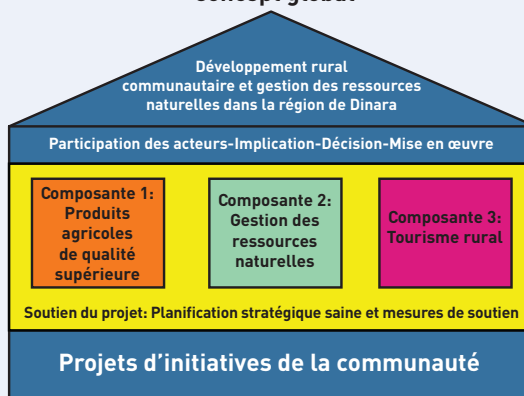 Concept global
Développement rural
communautaire et gestion des ressources
naturelles dans la région de Dinara
Participation des acteurs-Implication-Décision-Mise en œuvre
Composante 1:
Produits
agricoles
de qualité
supérieure
Composante 2:
Gestion des
ressources
naturelles
Composante 3:
Tourisme rural
Soutien du projet: Planification stratégique saine et mesures de soutien
Projets d'initiatives de la communauté